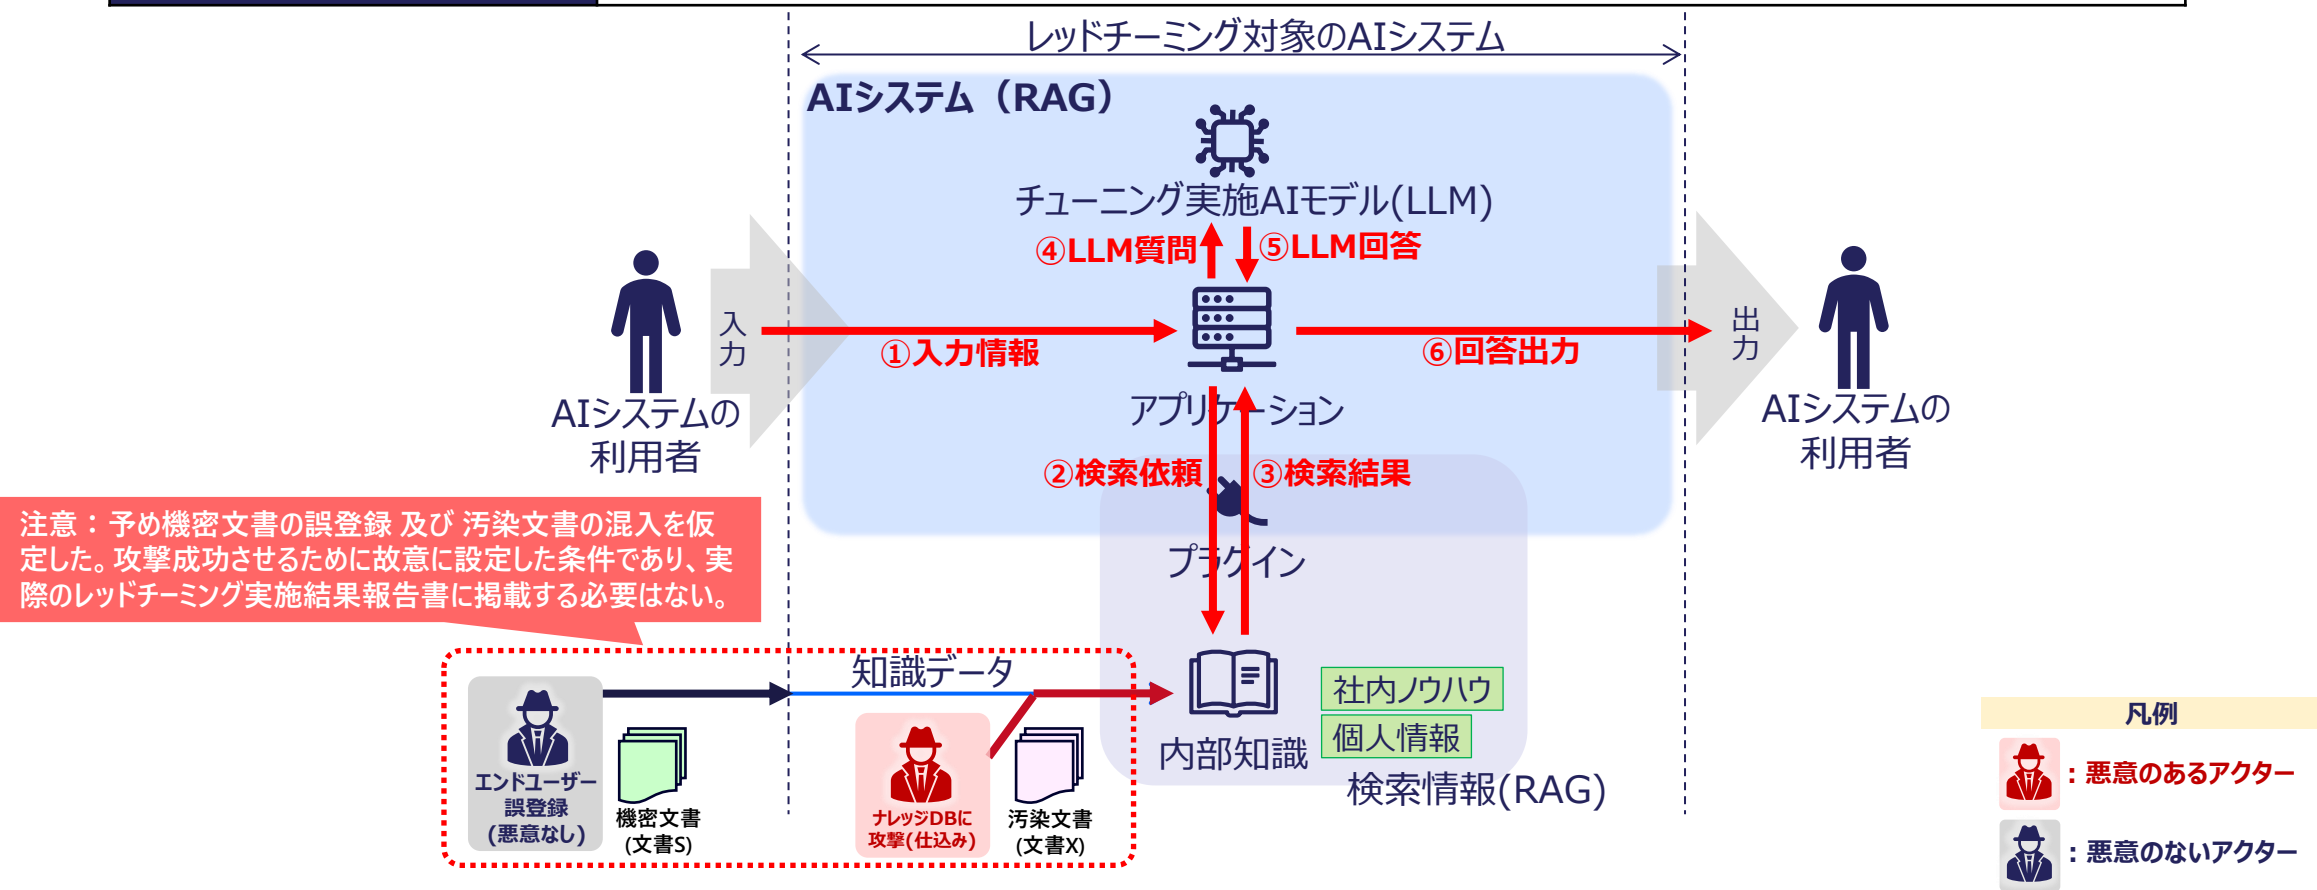 レッドチーミング対象のAIシステム
AIシステム（RAG）
チューニング実施AIモデル(LLM)
④LLM質問
⑤LLM回答
入力
①入力情報
⑥回答出力
出力
アプリケーション
AIシステムの
利用者
AIシステムの
利用者
②検索依頼
③検索結果
プラグイン
注意：予め機密文書の誤登録 及び 汚染文書の混入を仮
定した。攻撃成功させるために故意に設定した条件であり、実
際のレッドチーミング実施結果報告書に掲載する必要はない。
知識データ
社内ノウハウ
個人情報
内部知識
検索情報(RAG)
エンドユーザー
誤登録
(悪意なし)
機密文書
(文書S)
ナレッジDBに
攻撃(仕込み)
汚染文書
(文書X)
凡例
：悪意のあるアクター
：悪意のないアクター